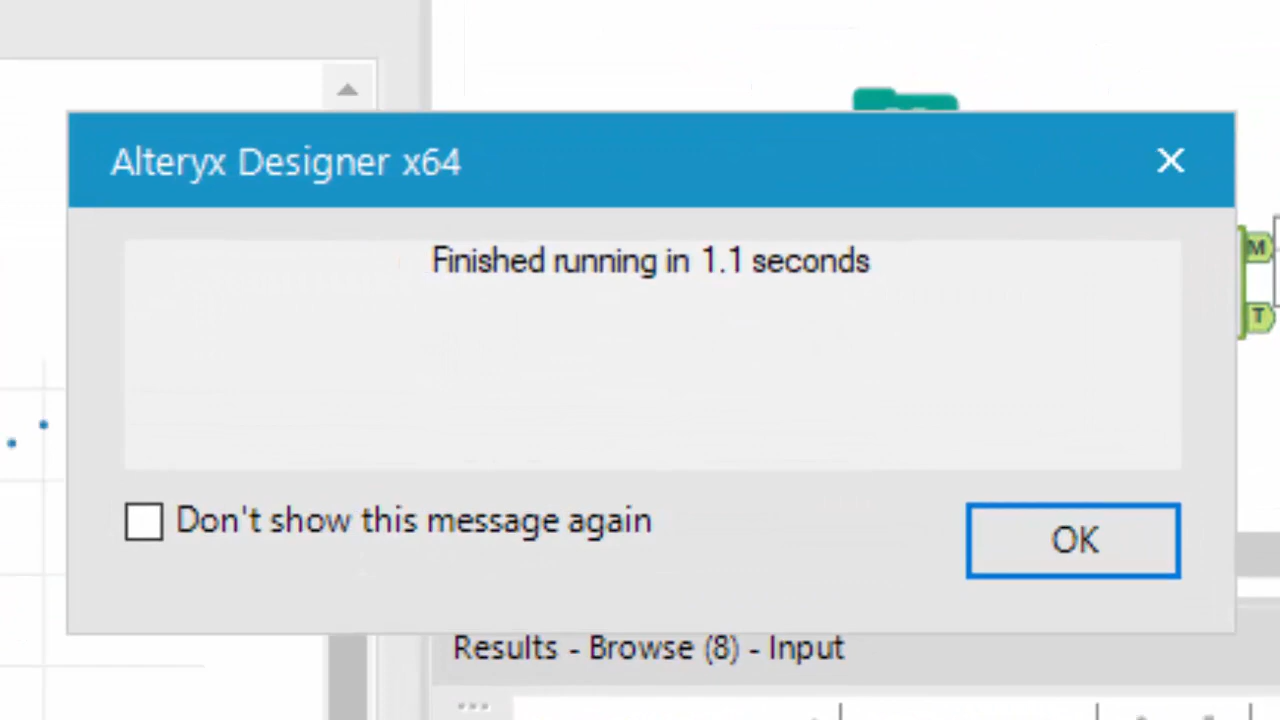 Alteryx Designer x64
Finished running in 1.1 seconds
M
T
Don't show this message again
OK
Results - Browse (8) - Input